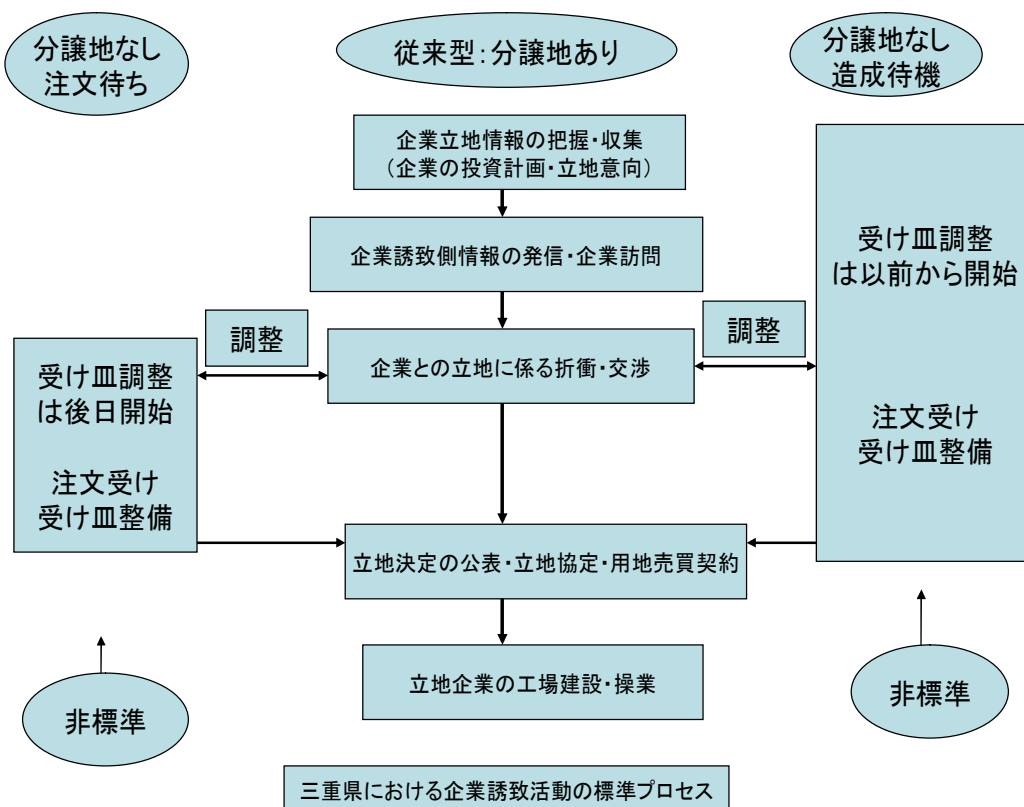 分譲地なし
注文待ち
従来型:分譲地あり
分譲地なし
造成待機
企業立地情報の把握・収集
(企業の投資計画・立地意向)
企業誘致側情報の発信・企業訪問
受け皿調整
は以前から開始
調整
調整
企業との立地に係る折衝・交渉
受け皿調整
は後日開始
注文受け
受け皿整備
注文受け
受け皿整備
立地決定の公表・立地協定・用地売買契約
立地企業の工場建設・操業
非標準
非標準
三重県における企業誘致活動の標準プロセス